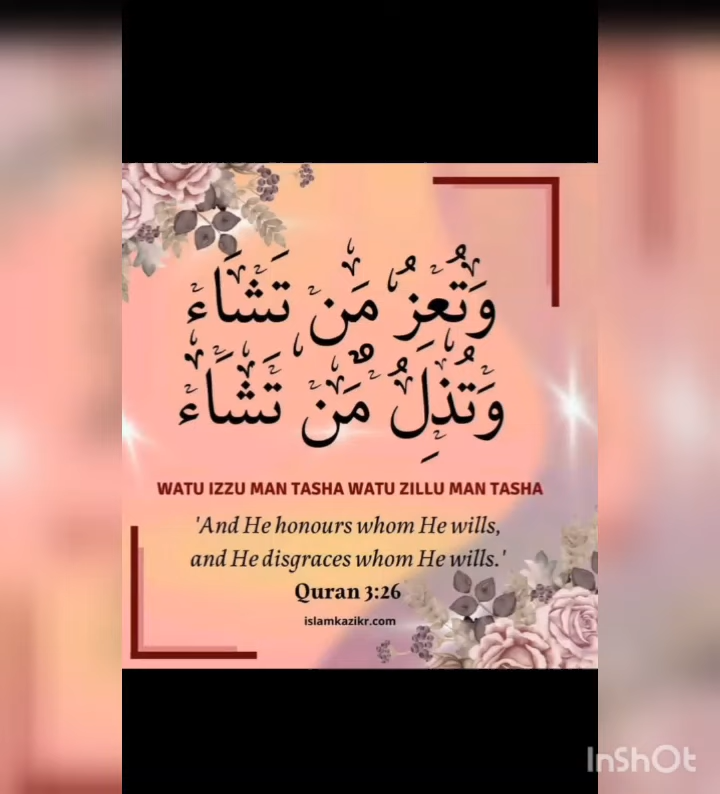 وَتُعِزُّ مَن تَشَاءُ
وَتُذِلُّ مَن تَشَاءُ
WATU IZZU MAN TASHA WATU ZILLU MAN TASHA
'And He honours whom He wills,
and He disgraces whom He wills.'
Quran 3:26
islamkazikr.com
InShOt